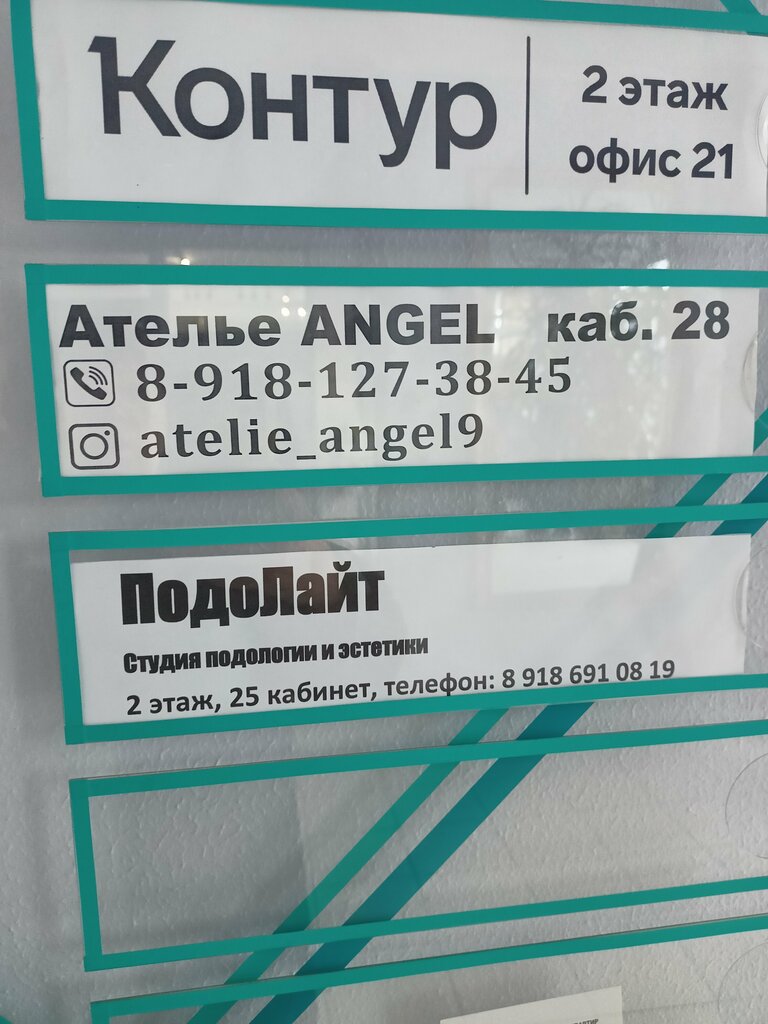 Контур
2 этаж
офис 21
Ателье ANGEL каб. 28
8-918-127-38-45
atelie_angel9
ПодоЛайт
Студия подологии и эстетики
2 этаж, 25 кабинет, телефон: 8 918 691 08 19